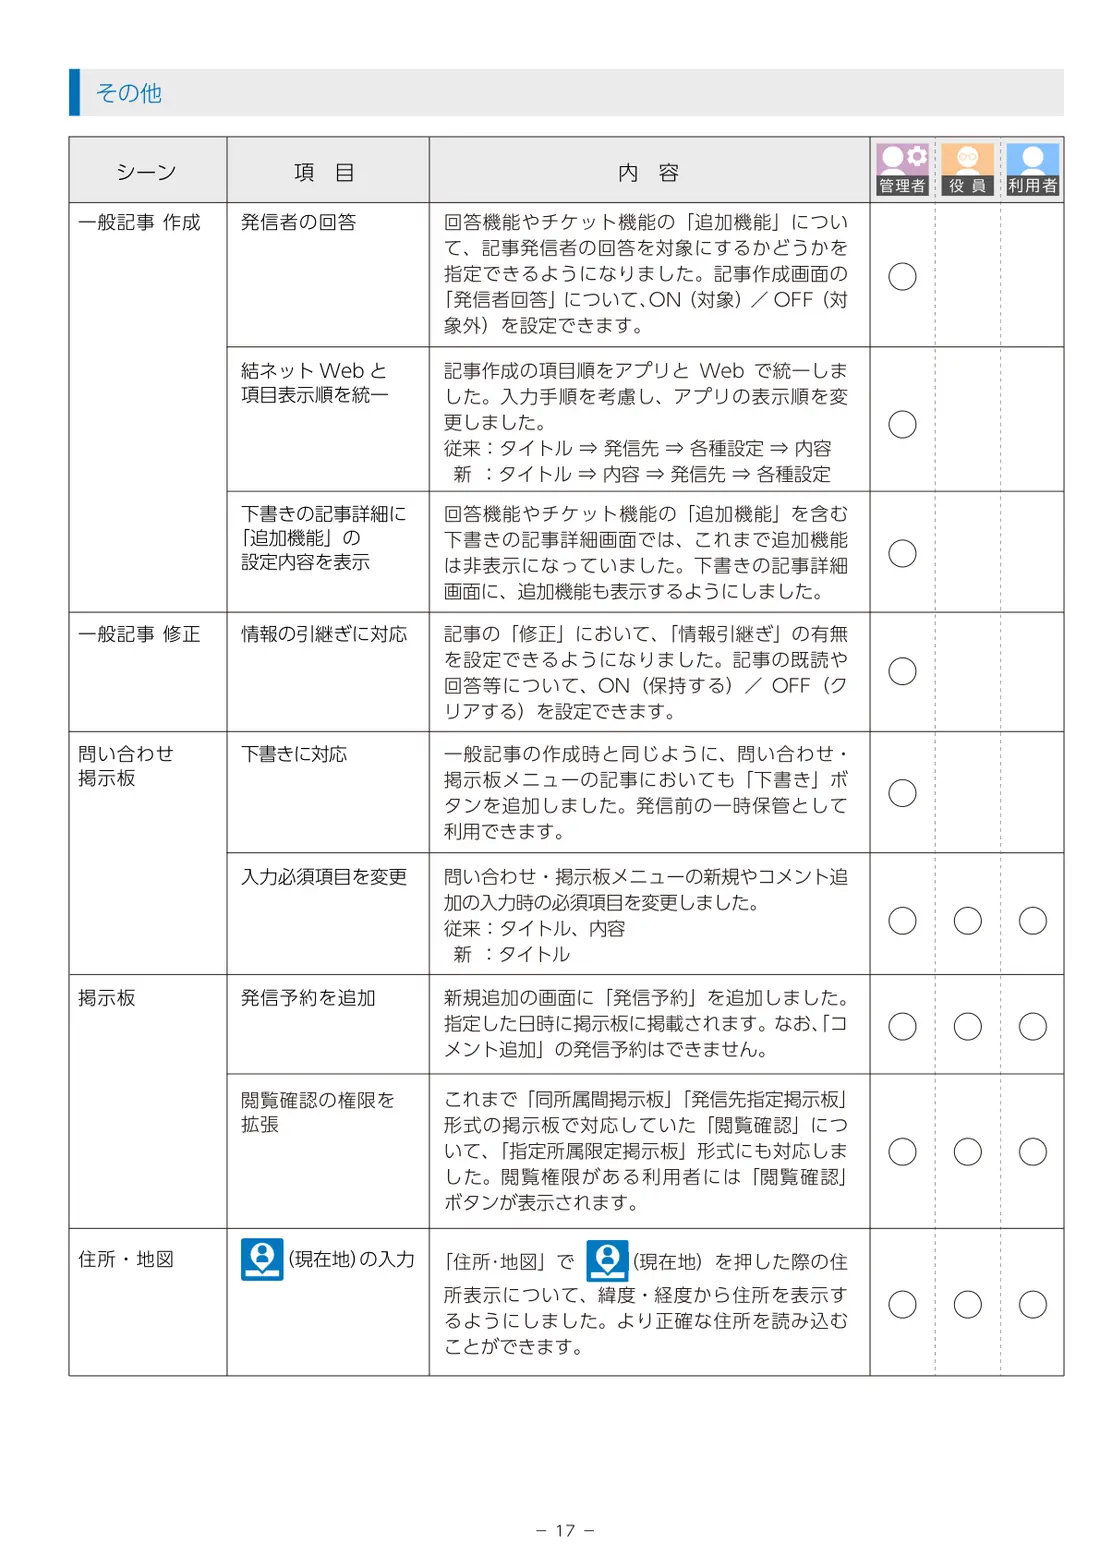 その他
シーン
項　目
内　容
管理者
役 員
利用者
一般記事 作成
発信者の回答
回答機能やチケット機能の「追加機能」につい
て、記事発信者の回答を対象にするかどうかを
指定できるようになりました。記事作成画面の
「発信者回答」について、ON（対象）／ OFF（対
象外）を設定できます。
結ネット Web と
項目表示順を統一
記事作成の項目順をアプリと Web で統一しま
した。入力手順を考慮し、アプリの表示順を変
更しました。
従来：タイトル ⇒ 発信先 ⇒ 各種設定 ⇒ 内容
新 ：タイトル ⇒ 内容 ⇒ 発信先 ⇒ 各種設定
下書きの記事詳細に
「追加機能」の
設定内容を表示
回答機能やチケット機能の「追加機能」を含む
下書きの記事詳細画面では、これまで追加機能
は非表示になっていました。下書きの記事詳細
画面に、追加機能も表示するようにしました。
一般記事 修正
情報の引継ぎに対応
記事の「修正」において、「情報引継ぎ」の有無
を設定できるようになりました。記事の既読や
回答等について、ON（保持する）／ OFF（ク
リアする）を設定できます。
問い合わせ
掲示板
下書きに対応
一般記事の作成時と同じように、問い合わせ・
掲示板メニューの記事においても「下書き」ボ
タンを追加しました。発信前の一時保管として
利用できます。
入力必須項目を変更
問い合わせ・掲示板メニューの新規やコメント追
加の入力時の必須項目を変更しました。
従来：タイトル、内容
新 ：タイトル
掲示板
発信予約を追加
新規追加の画面に「発信予約」を追加しました。
指定した日時に掲示板に掲載されます。なお、「コ
メント追加」の発信予約はできません。
閲覧確認の権限を
拡張
これまで「同所属間掲示板」「発信先指定掲示板」
形式の掲示板で対応していた「閲覧確認」につ
いて、「指定所属限定掲示板」形式にも対応しま
した。閲覧権限がある利用者には「閲覧確認」
ボタンが表示されます。
住所・地図
（現在地）の入力
「住所・地図」で （現在地）を押した際の住
所表示について、緯度・経度から住所を表示す
るようにしました。より正確な住所を読み込む
ことができます。
－ 17 －